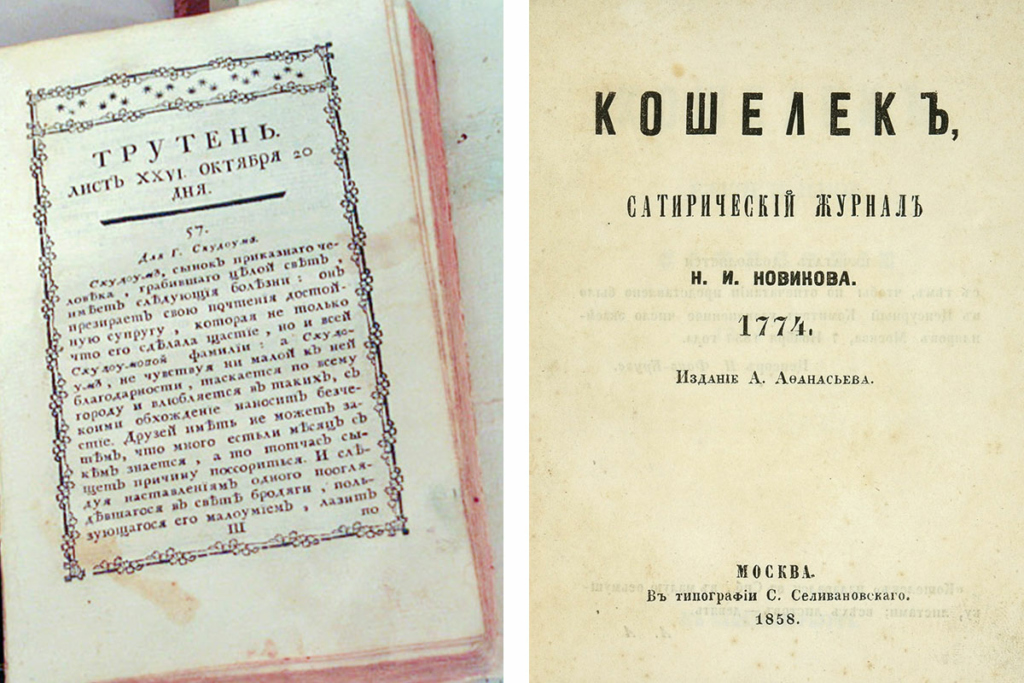 ТРУТЕНЬ.
ЛИСТЪ XXVI. ОКТЯБРЯ 20
ДНЯ.
57.
Для Г. Скудоума.
Скудоумъ, сынокъ приказнаго че-
ловѣка, грабившаго цѣлой свѣтъ,
имѣетъ слѣдующія болѣзни: онъ
презираетъ свою почтенія достой-
ную супругу, которая не только
что его сдѣлала щастіе, но и всей
Скудоумовой фамиліи: а Скудо-
умъ, не чувствуя ни малой къ ней
благодарности, таскается по всему
городу и влюбляется въ такихъ, съ
коими обхожденіе наноситъ безче-
стіе. Друзей имѣть не можетъ за-
тѣмъ, что много естьли мѣсяцъ съ
кѣмъ знается, а то тотчасъ сы-
щетъ причину поссориться. И слѣ-
дуя наставленіямъ одного поогля-
дѣвшагося въ свѣтѣ бродяги, поль-
зующагося его малоуміемъ, лазитъ
Ш по
КОШЕЛЕКЪ,
САТИРИЧЕСКІЙ ЖУРНАЛЪ
Н. И. НОВИКОВА.
1774.
Изданіе А. Аѳанасьева.
МОСКВА.
Въ типографіи С. Селивановскаго.
1858.